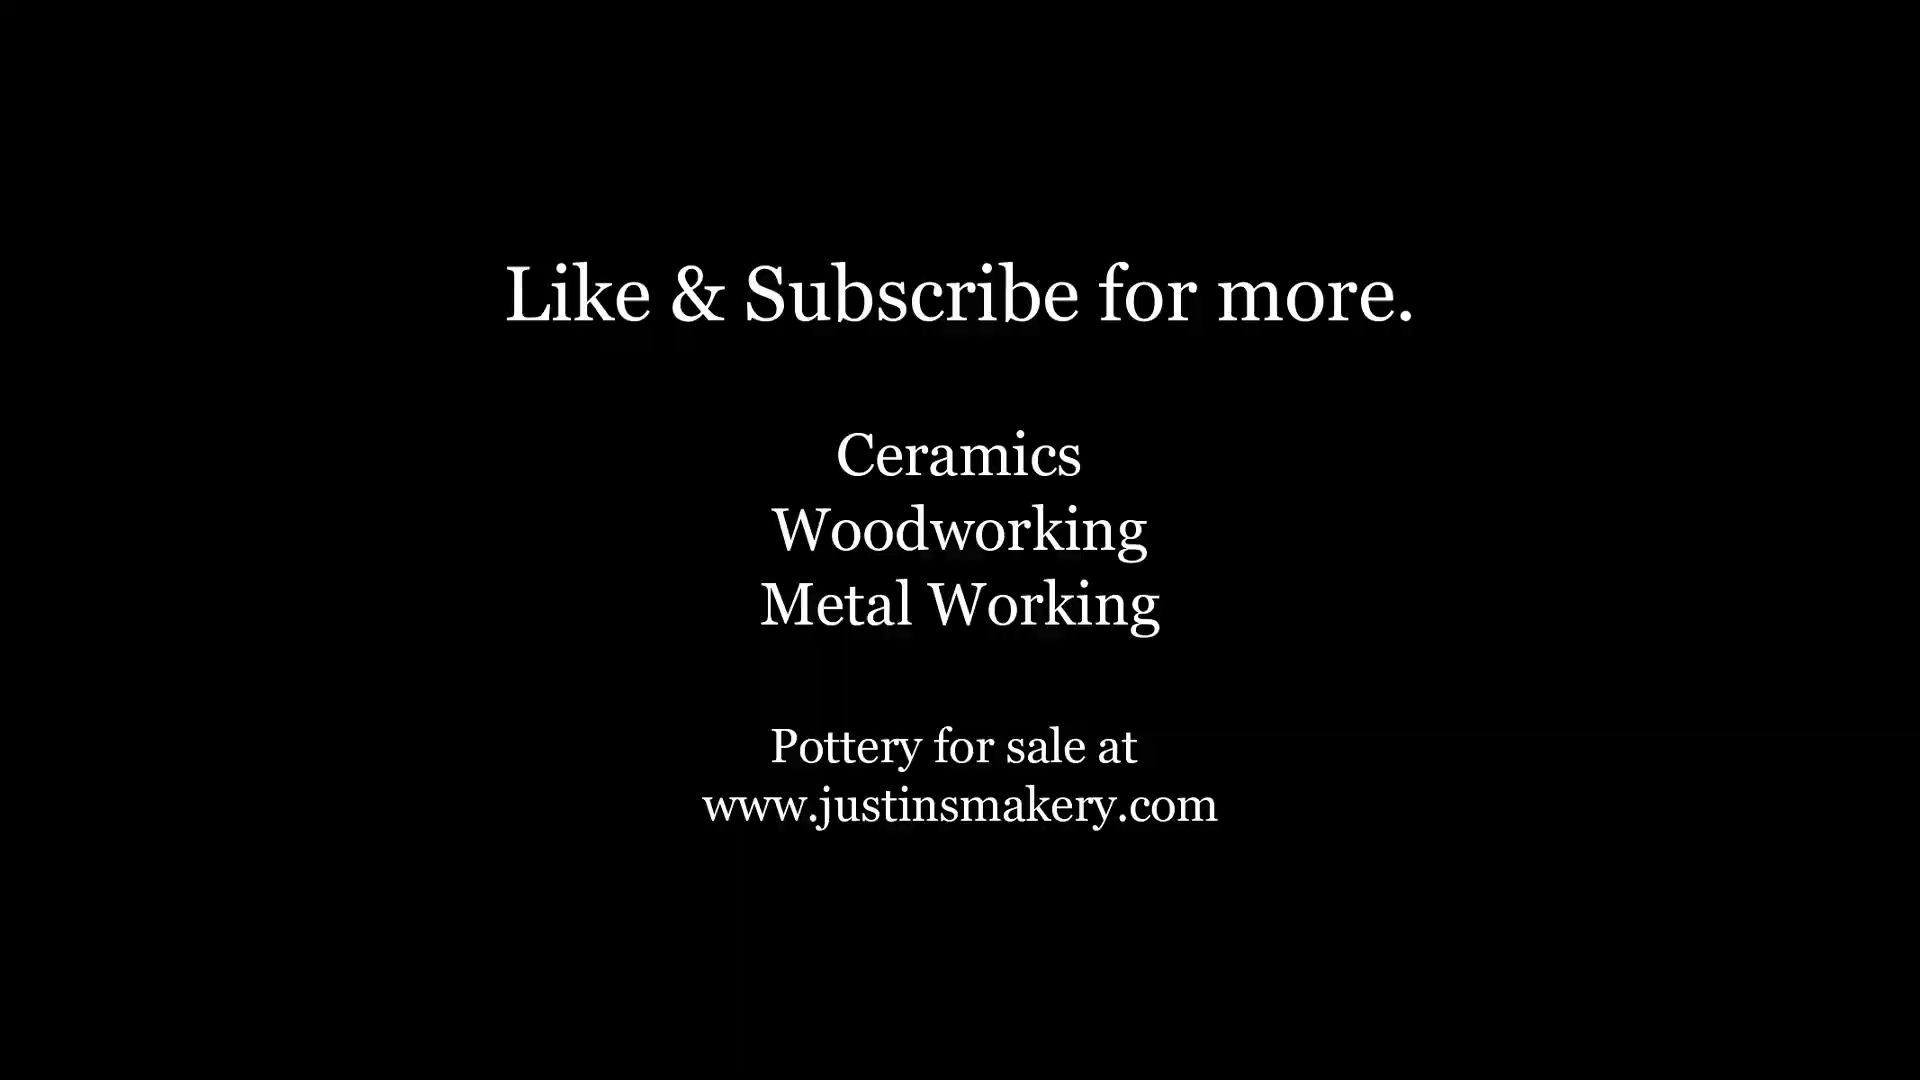 Like & Subscribe for more.
Ceramics
Woodworking
Metal Working
Pottery for sale at
www.justinsmakery.com